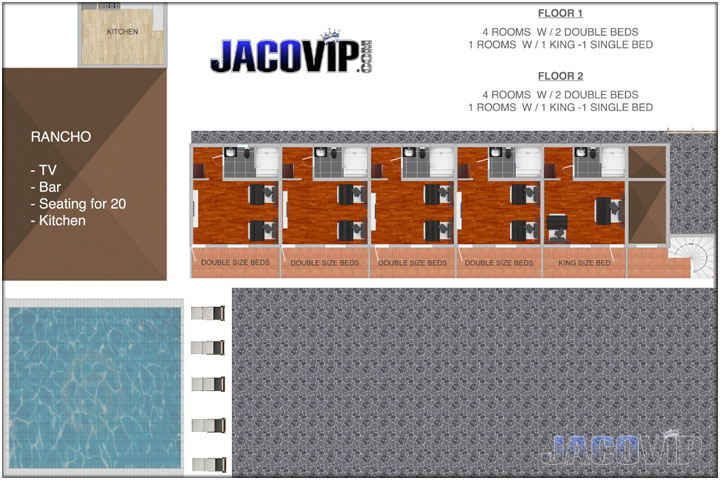 KITCHEN
JACOVIP.COM
FLOOR 1
4 ROOMS W / 2 DOUBLE BEDS
1 ROOMS W / 1 KING -1 SINGLE BED
FLOOR 2
4 ROOMS W / 2 DOUBLE BEDS
1 ROOMS W / 1 KING -1 SINGLE BED
RANCHO
- TV
- Bar
- Seating for 20
- Kitchen
DOUBLE SIZE BEDS
DOUBLE SIZE BEDS
DOUBLE SIZE BEDS
DOUBLE SIZE BEDS
KING SIZE BED
JACOVIP